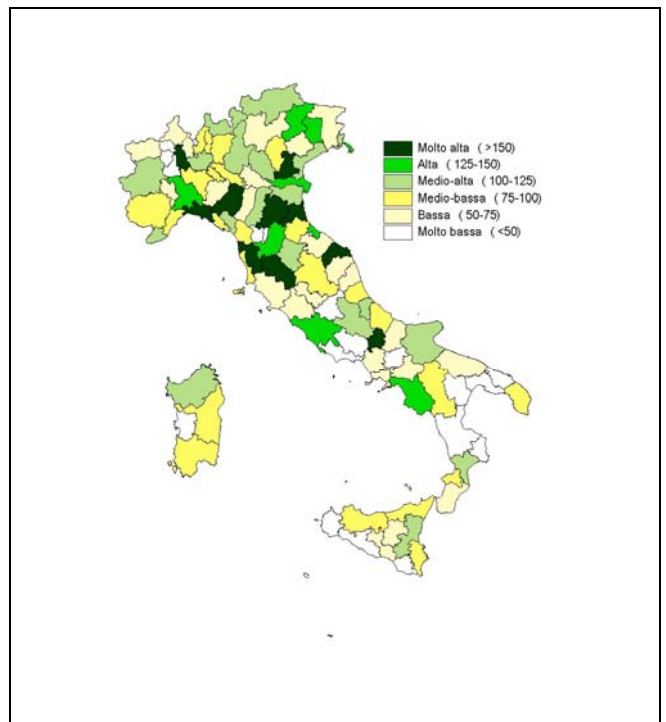 Molto alta (>150)
Alta (125-150)
Medio-alta (100-125)
Medio-bassa (75-100)
Bassa (50-75)
Molto bassa (<50)